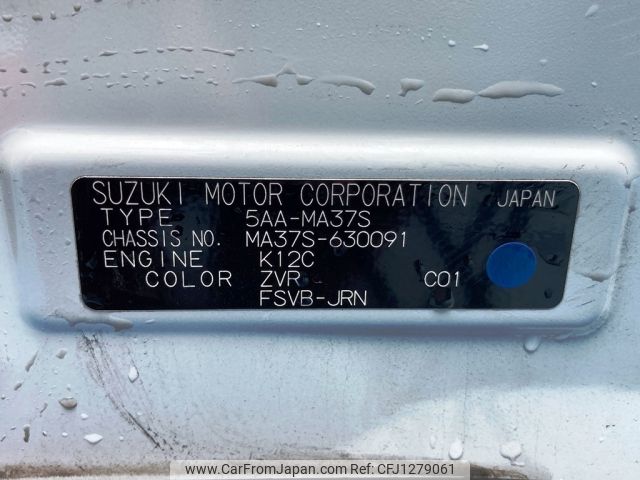 SUZUKI MOTOR CORPORATION JAPAN
TYPE 5AA-MA37S
CHASSIS NO. MA37S-630091
ENGINE K12C
COLOR ZVR C01
FSVB-JRN
www.CarFromJapan.com | Ref No. CFJ1279061